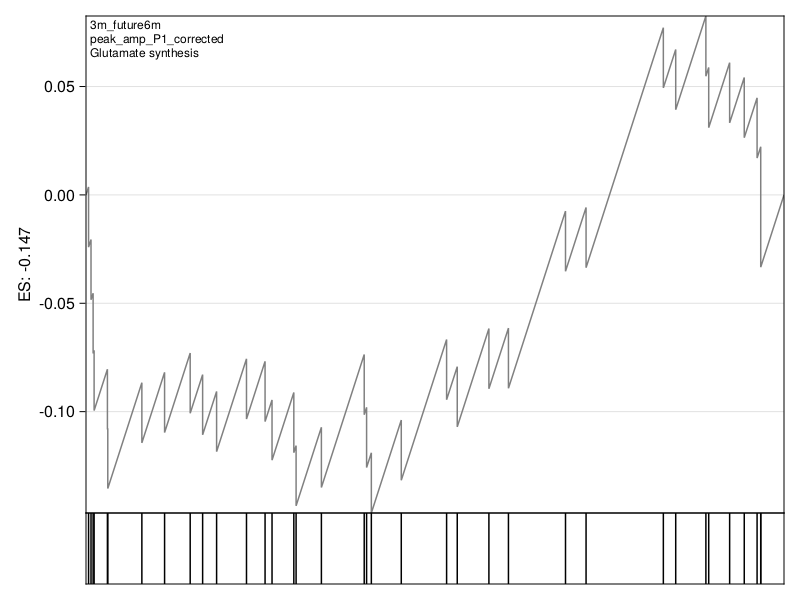 3m_future6m
peak_amp_P1_corrected
Glutamate synthesis
0.05
0.00
-0.05
-0.10
ES: -0.147